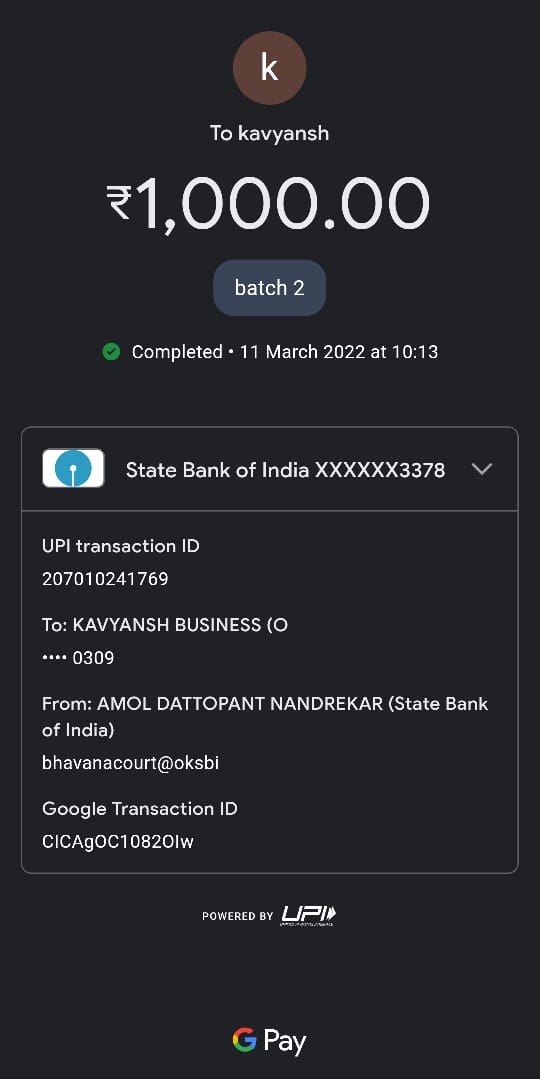 k
To kavyansh
₹1,000.00
batch 2
Completed • 11 March 2022 at 10:13
State Bank of India XXXXXX3378
UPI transaction ID
207010241769
To: KAVYANSH BUSINESS (O
•••• 0309
From: AMOL DATTOPANT NANDREKAR (State Bank
of India)
bhavanacourt@oksbi
Google Transaction ID
CICAgOC1082OIw
POWERED BY UPI
G Pay